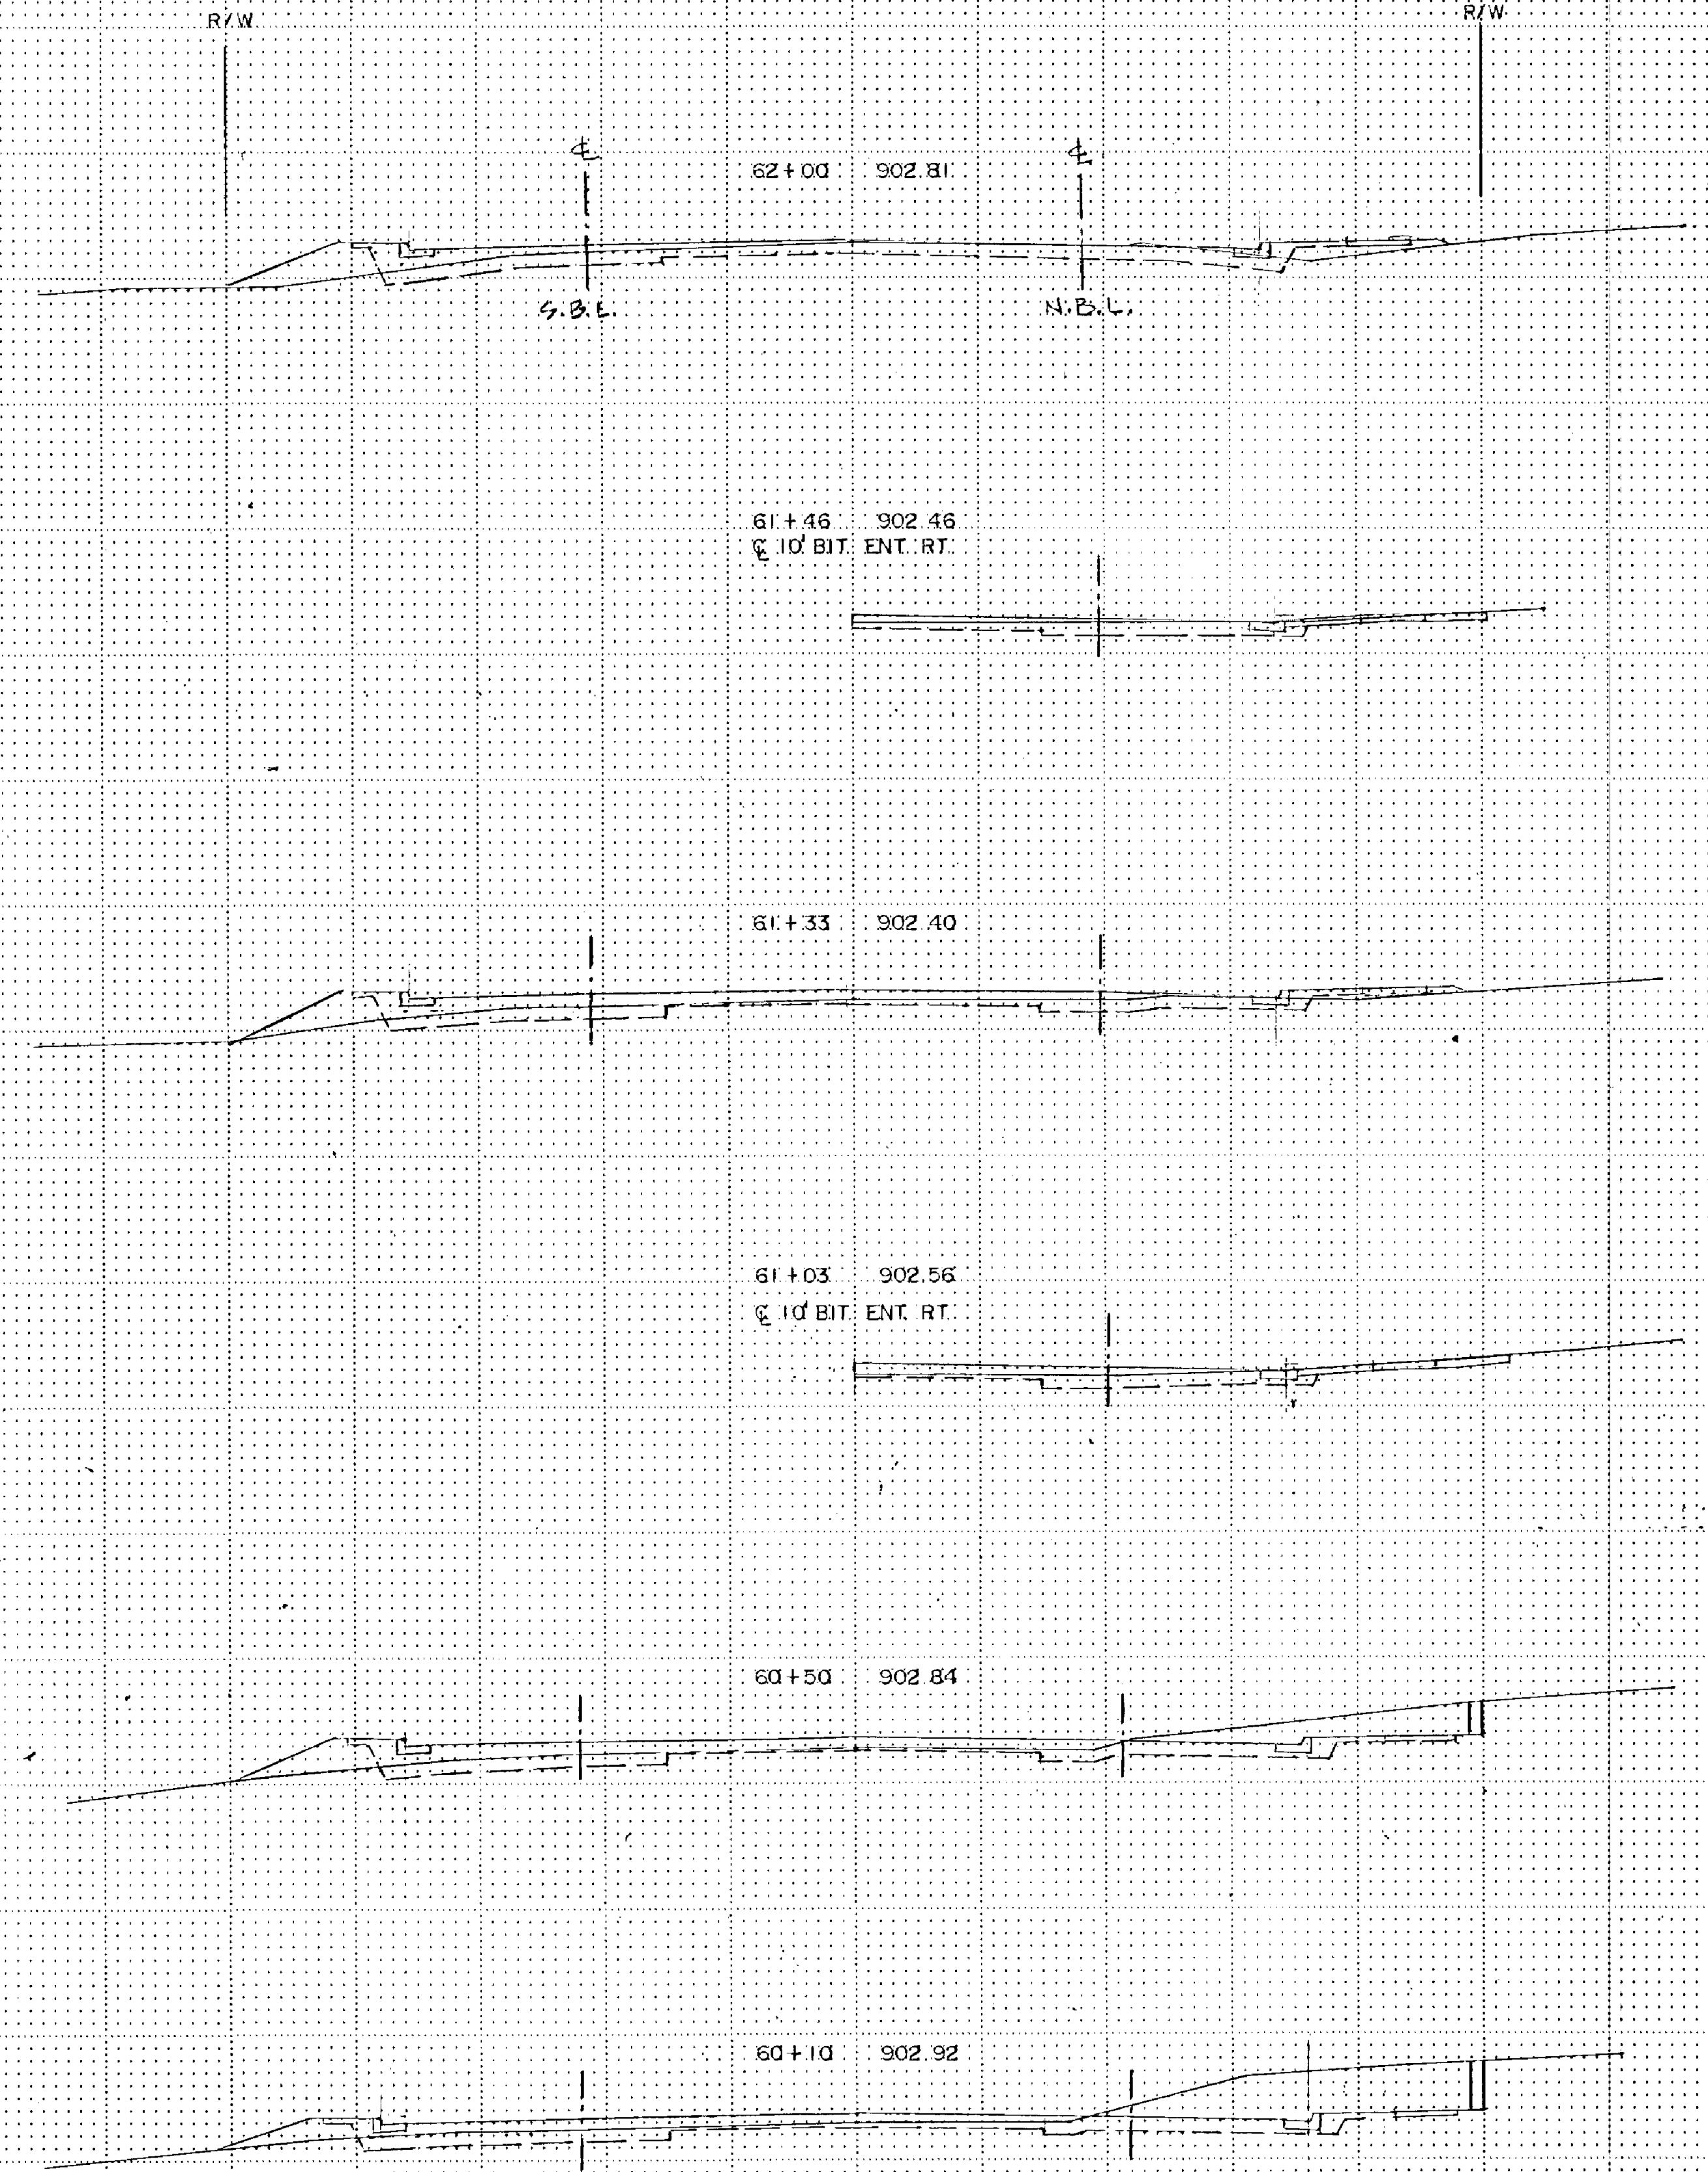 R/W R/W
℄ ℄
62+00 902.81
S.B.L. N.B.L.
61+46 902.46
℄ 10' BIT. ENT. RT.
61+33 902.40
61+03 902.56
℄ 10' BIT. ENT. RT.
60+50 902.84
60+10 902.92